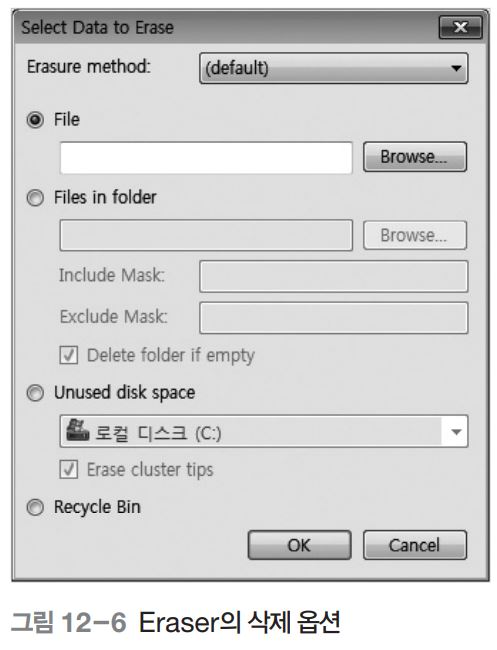 Select Data to Erase
Erasure method: (default)
File
Browse...
Files in folder
Browse...
Include Mask:
Exclude Mask:
Delete folder if empty
Unused disk space
로컬 디스크 (C:)
Erase cluster tips
Recycle Bin
OK Cancel
그림 12-6 Eraser의 삭제 옵션